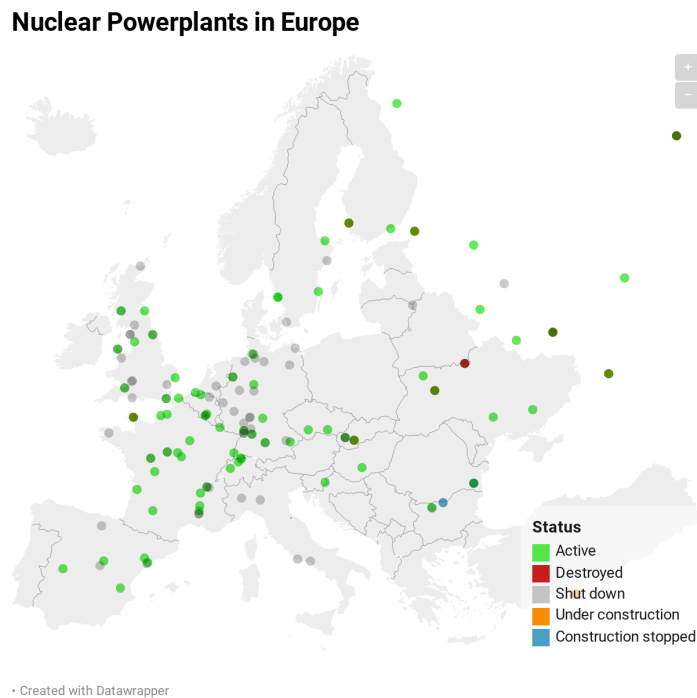 Nuclear Powerplants in Europe
+
−
Status
Active
Destroyed
Shut down
Under construction
Construction stopped
• Created with Datawrapper